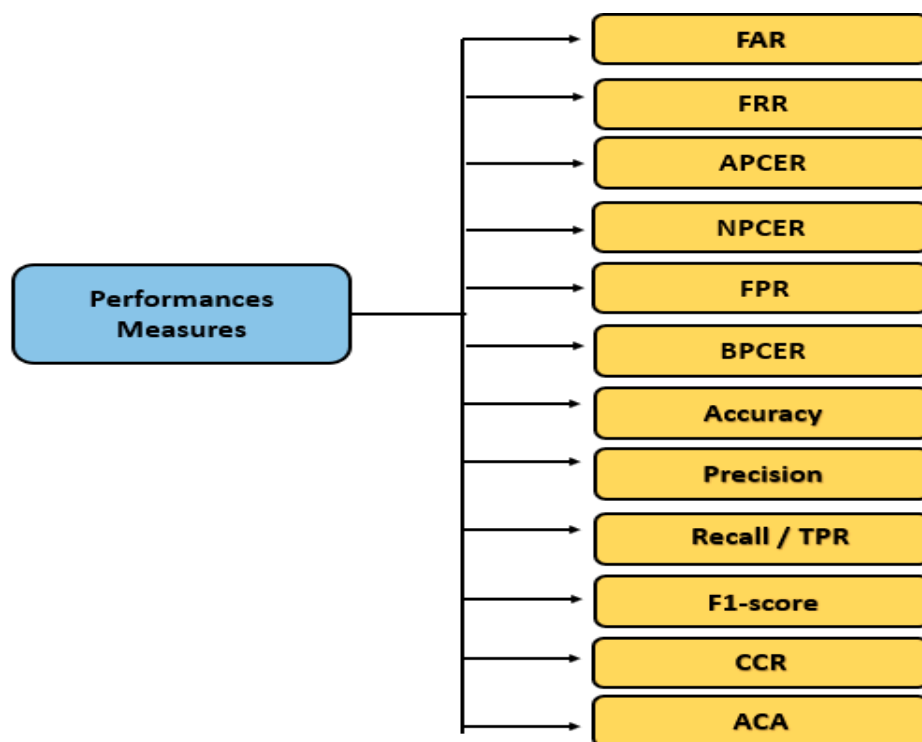 Performances
Measures
FAR
FRR
APCER
NPCER
FPR
BPCER
Accuracy
Precision
Recall / TPR
F1-score
CCR
ACA